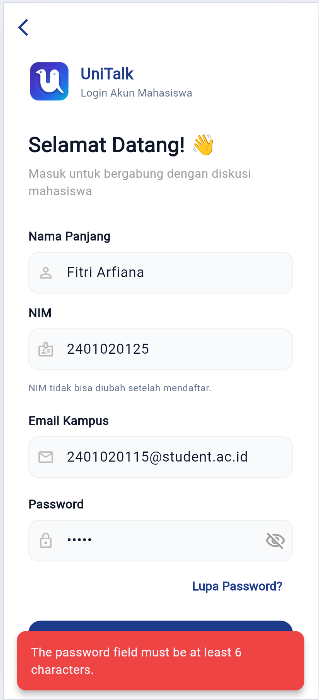 UniTalk
Login Akun Mahasiswa
Selamat Datang! 👋
Masuk untuk bergabung dengan diskusi
mahasiswa
Nama Panjang
Fitri Arfiana
NIM
2401020125
NIM tidak bisa diubah setelah mendaftar.
Email Kampus
2401020115@student.ac.id
Password
•••••
Lupa Password?
The password field must be at least 6
characters.